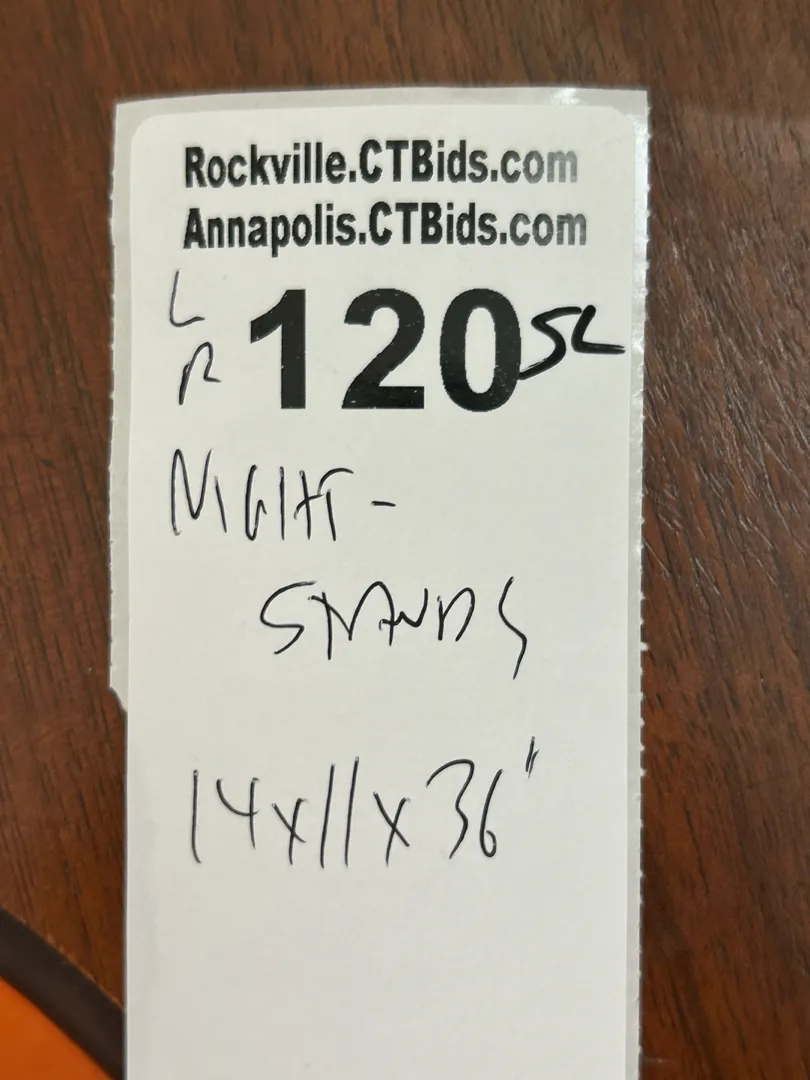 Rockville.CTBids.com
Annapolis.CTBids.com
L
R
120 SL
NIGHT-
STANDS
14x11x36"